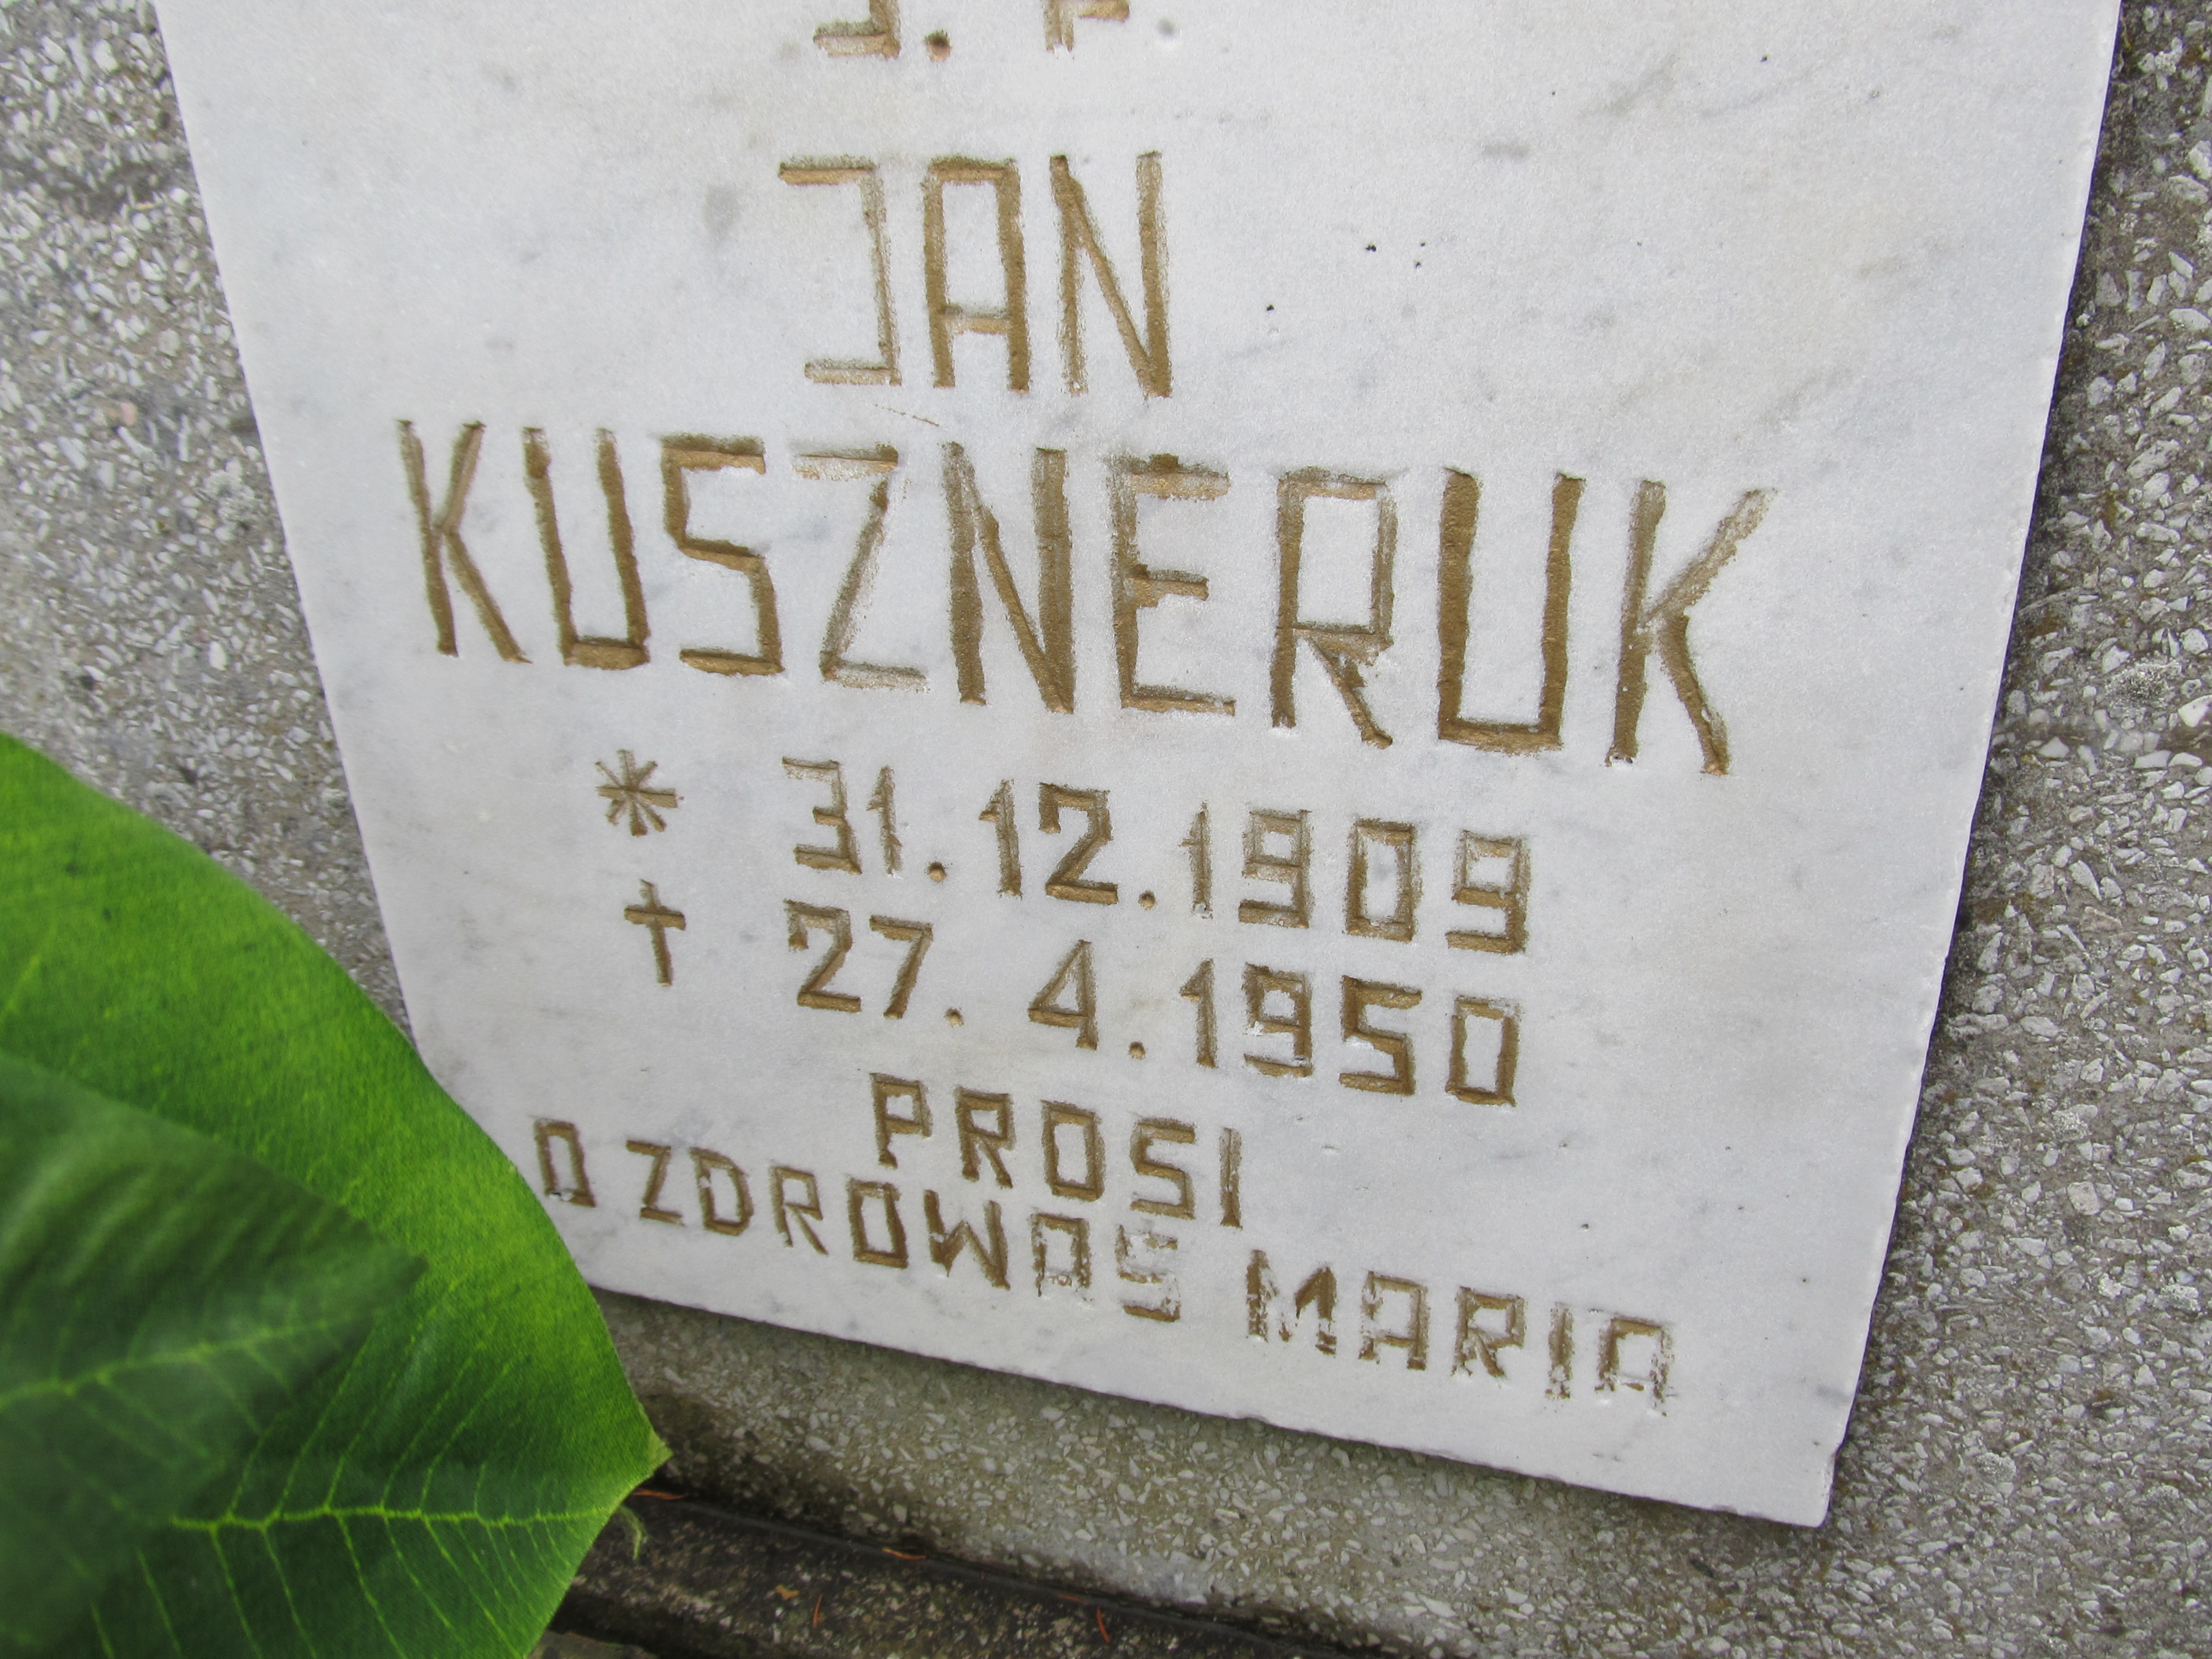 Ś. P.
JAN
KUSZNERUK
* 31.12.1909
† 27. 4.1950
PROSI
O ZDROWAŚ MARIA